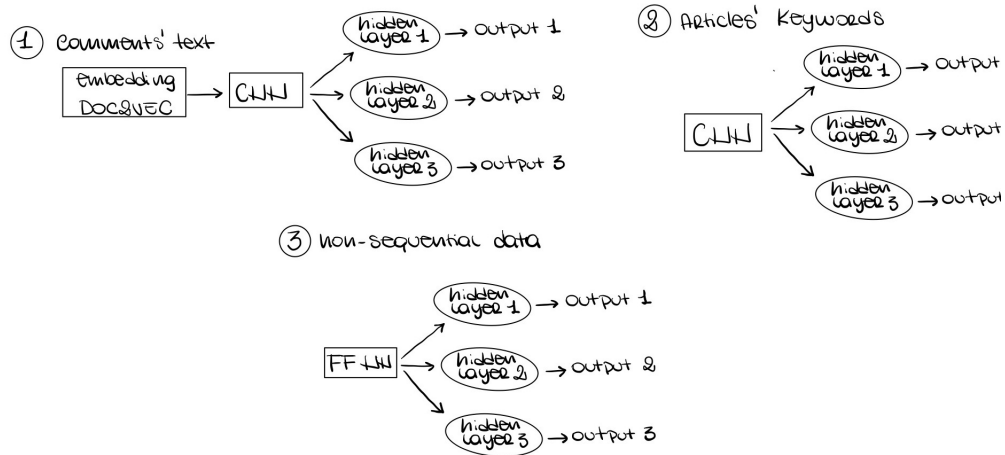 ① Comments' text
embedding
DOC2VEC
CNN
hidden
layer 1
output 1
hidden
layer 2
output 2
hidden
layer 3
output 3
② Articles' Keywords
CNN
hidden
layer 1
output
hidden
layer 2
output
hidden
layer 3
output
③ non-sequential data
FF NN
hidden
layer 1
output 1
hidden
layer 2
output 2
hidden
layer 3
output 3